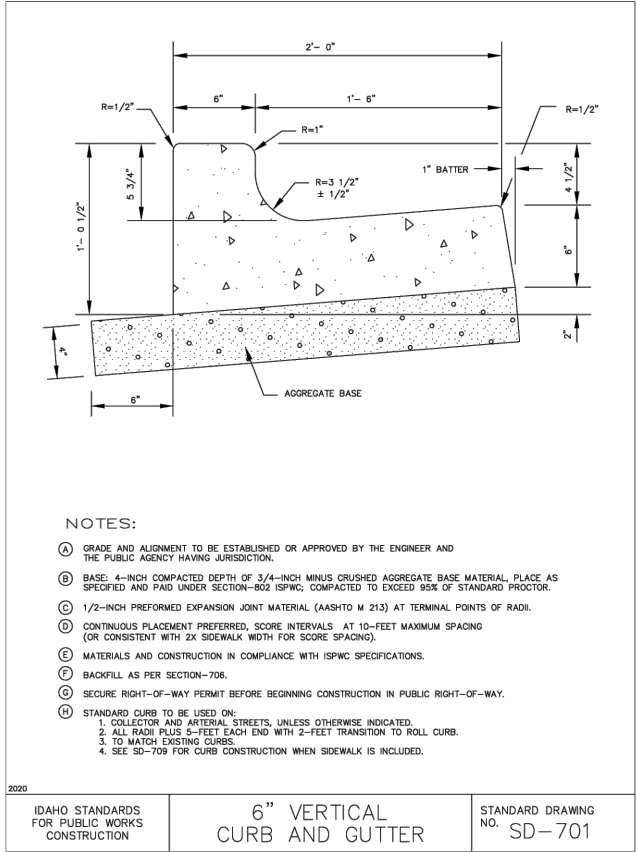 2'- 0"
6"
1'- 6"
R=1/2"
R=1"
R=1/2"
1" BATTER
4 1/2"
5 3/4"
R=3 1/2"
± 1/2"
1'- 0 1/2"
6"
2"
4"
6"
AGGREGATE BASE
NOTES:
A GRADE AND ALIGNMENT TO BE ESTABLISHED OR APPROVED BY THE ENGINEER AND
THE PUBLIC AGENCY HAVING JURISDICTION.
B BASE: 4-INCH COMPACTED DEPTH OF 3/4-INCH MINUS CRUSHED AGGREGATE BASE MATERIAL, PLACE AS
SPECIFIED AND PAID UNDER SECTION-802 ISPWC; COMPACTED TO EXCEED 95% OF STANDARD PROCTOR.
C 1/2-INCH PREFORMED EXPANSION JOINT MATERIAL (AASHTO M 213) AT TERMINAL POINTS OF RADII.
D CONTINUOUS PLACEMENT PREFERRED, SCORE INTERVALS AT 10-FEET MAXIMUM SPACING
(OR CONSISTENT WITH 2X SIDEWALK WIDTH FOR SCORE SPACING).
E MATERIALS AND CONSTRUCTION IN COMPLIANCE WITH ISPWC SPECIFICATIONS.
F BACKFILL AS PER SECTION-706.
G SECURE RIGHT-OF-WAY PERMIT BEFORE BEGINNING CONSTRUCTION IN PUBLIC RIGHT-OF-WAY.
H STANDARD CURB TO BE USED ON:
1. COLLECTOR AND ARTERIAL STREETS, UNLESS OTHERWISE INDICATED.
2. ALL RADII PLUS 5-FEET EACH END WITH 2-FEET TRANSITION TO ROLL CURB.
3. TO MATCH EXISTING CURBS.
4. SEE SD-709 FOR CURB CONSTRUCTION WHEN SIDEWALK IS INCLUDED.
2020
IDAHO STANDARDS
FOR PUBLIC WORKS
CONSTRUCTION
6" VERTICAL
CURB AND GUTTER
STANDARD DRAWING
NO. SD-701